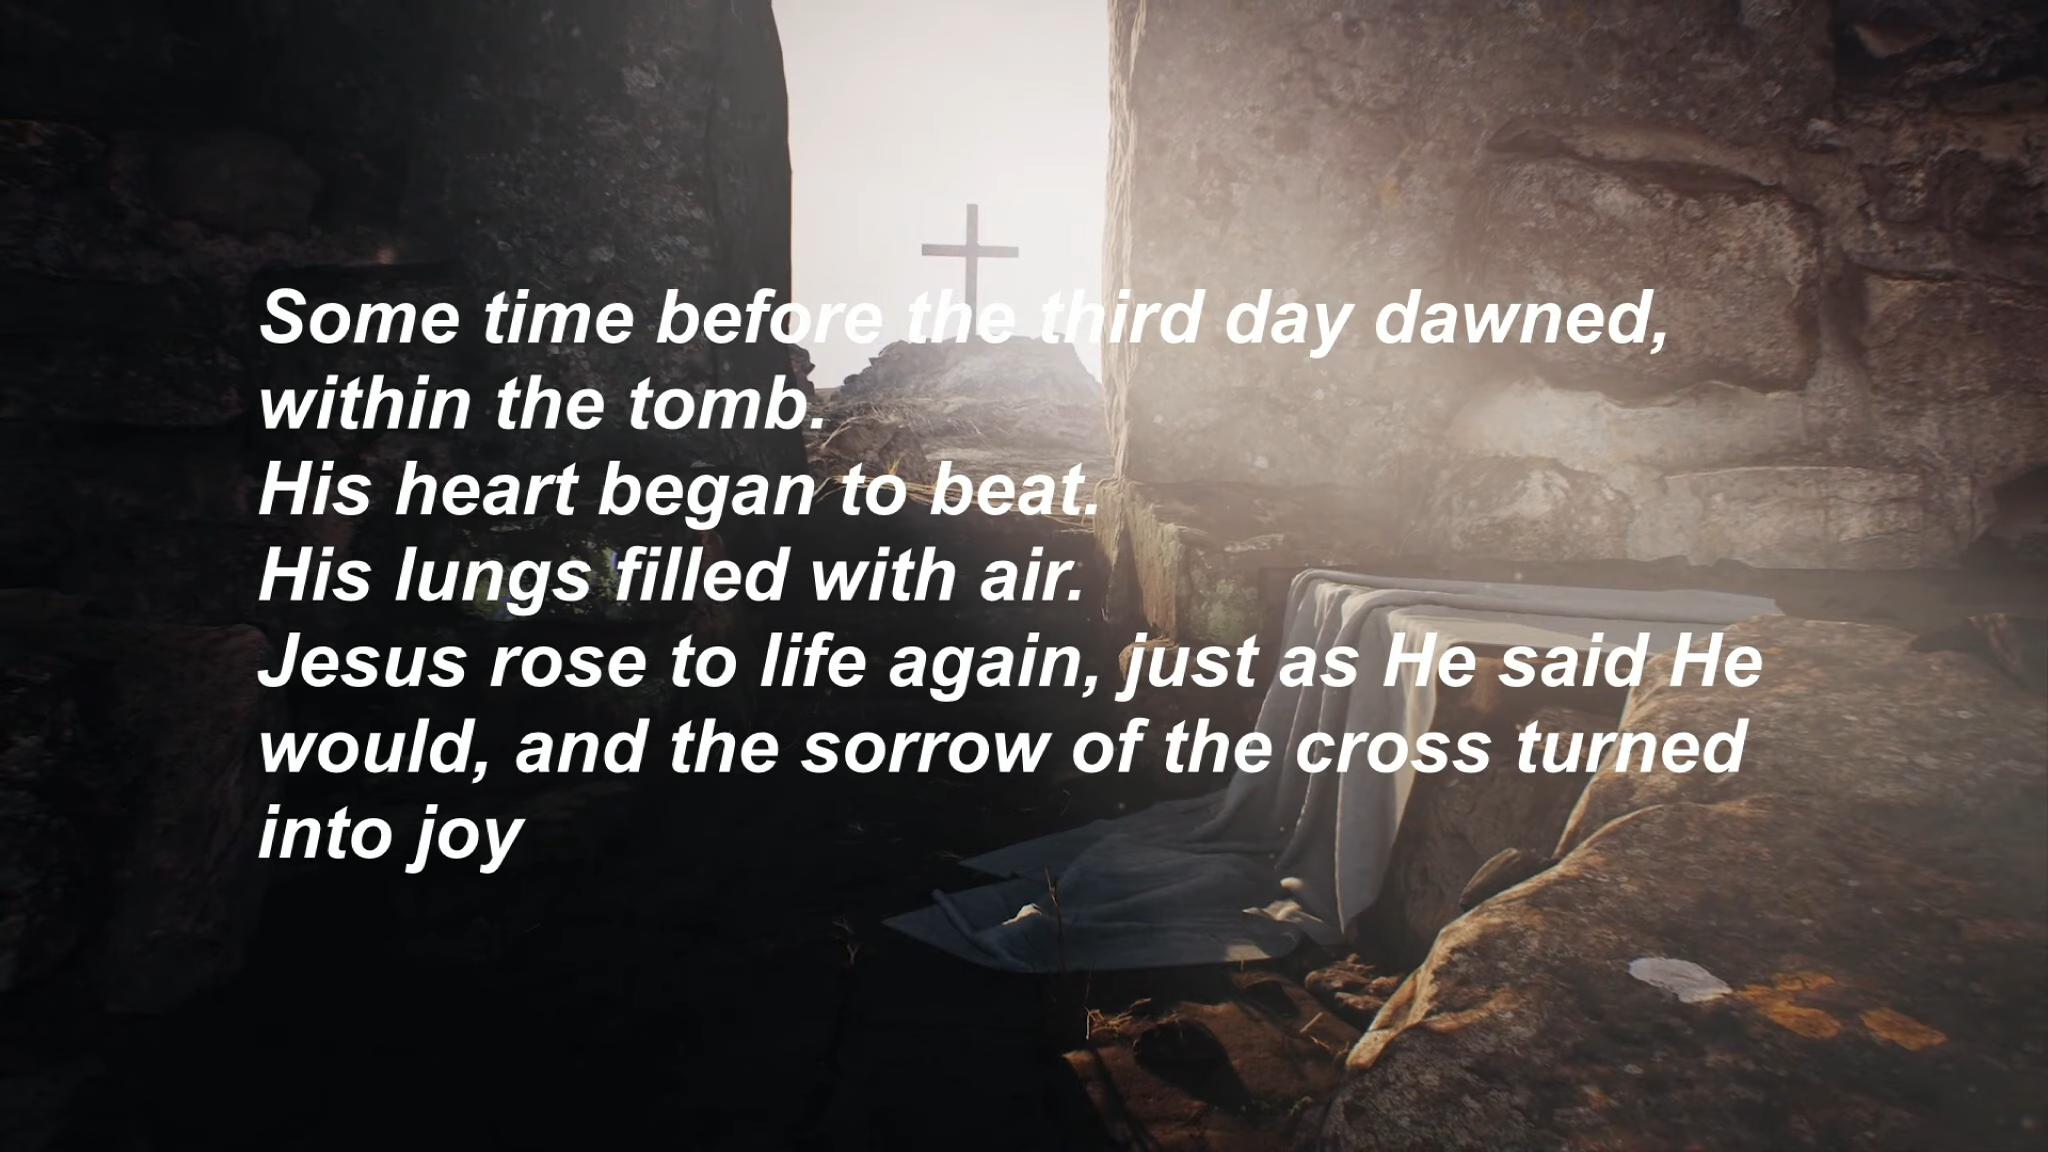 Some time before the third day dawned,
within the tomb.
His heart began to beat.
His lungs filled with air.
Jesus rose to life again, just as He said He
would, and the sorrow of the cross turned
into joy